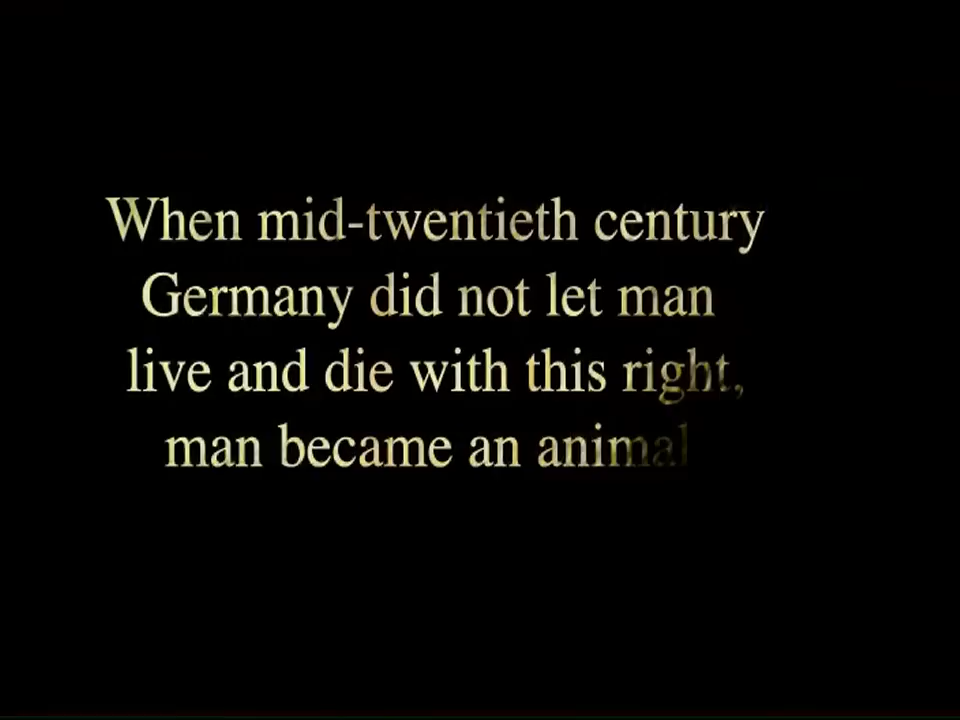 When mid-twentieth century
Germany did not let man
live and die with this right,
man became an animal